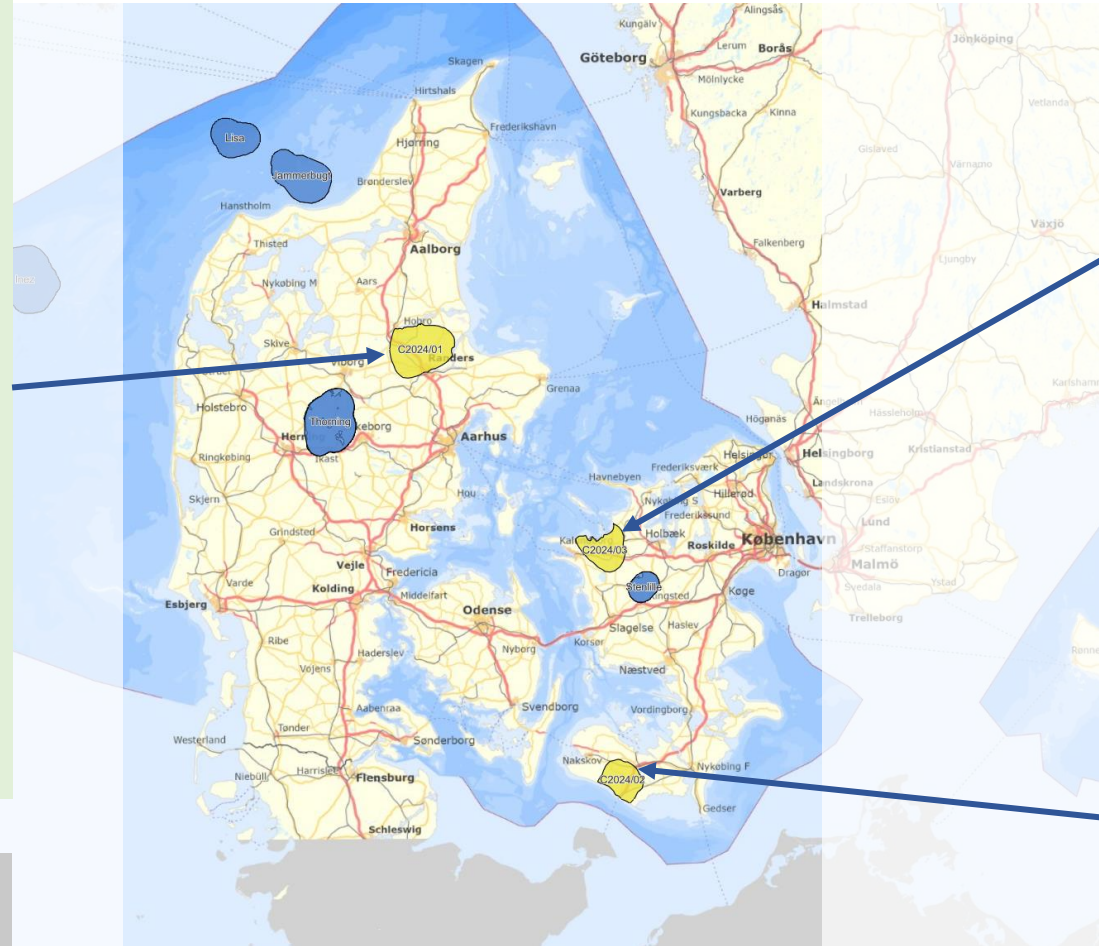 Kungälv
Alingsås
Lerum
Borås
Jönköping
Göteborg
Mölnlycke
Skagen
Hirtshals
Kungsbacka
Kinna
Vetlanda
Gislaved
Lisa
Frederikshavn
Hjørring
Värnamo
Jammerbugt
Brønderslev
Varberg
Hanstholm
Växjö
Thisted
Aalborg
Falkenberg
Ljungby
Nykøbing M
Aars
Halmstad
Hobro
Skive
C2024/01
Randers
Viborg
Grenaa
Holstebro
Thorning
Höganäs
Hässleholm
Aarhus
Ringkøbing
Ikast
Helsingør
Helsingborg
Kristianstad
Frederiksværk
Havnebyen
Landskrona
Hillerød
Skjern
Hou
Nykøbing S
Eslöv
Frederikssund
Horsens
Lund
Grindsted
Holbæk
København
Roskilde
C2024/03
Staffanstorp
Malmö
Vejle
Fredericia
Dragør
Svedala
Ystad
Varde
Kolding
Middelfart
Stenlille
Køge
Esbjerg
Odense
Trelleborg
Slagelse
Haslev
Ribe
Korsør
Nyborg
Haderslev
Vojens
Næstved
Svendborg
Vordingborg
Aabenraa
Tønder
Westerland
Sønderborg
Nakskov
Nykøbing F
Niebüll
Flensburg
C2024/02
Gedser
Schleswig